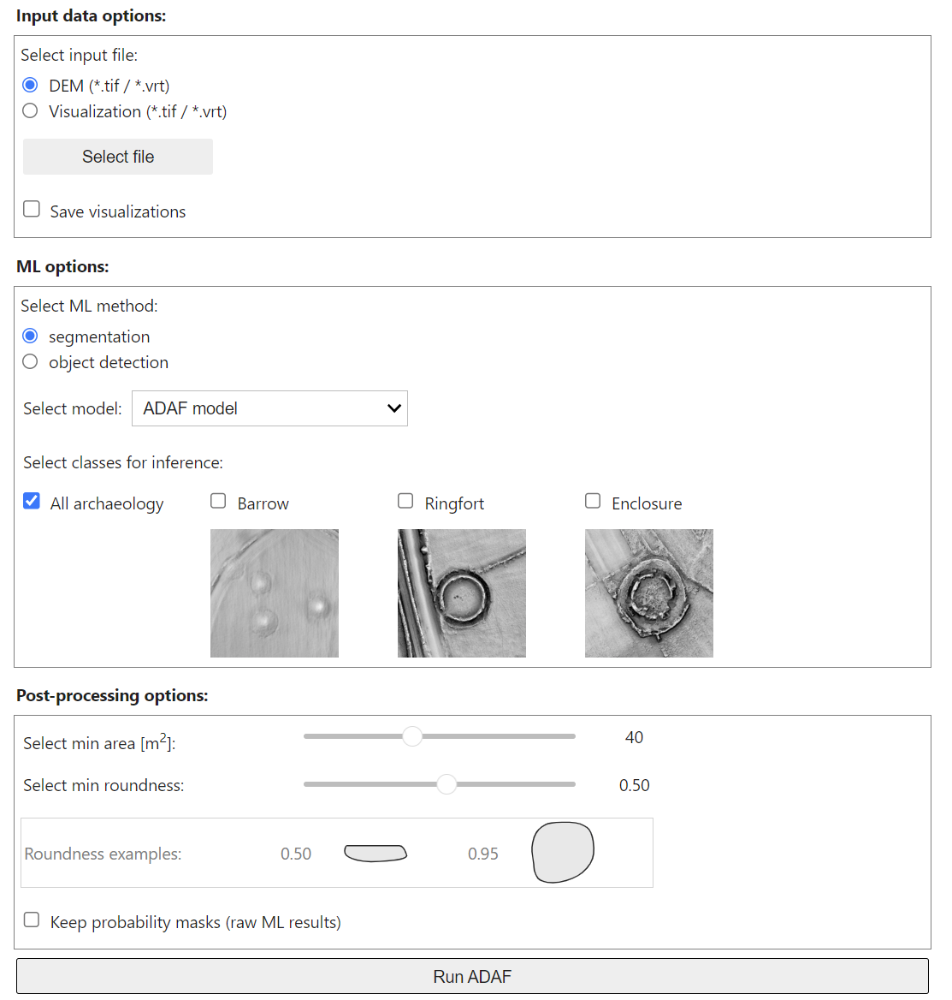 Input data options:
Select input file:
DEM (*.tif / *.vrt)
Visualization (*.tif / *.vrt)
Select file
Save visualizations
ML options:
Select ML method:
segmentation
object detection
Select model: ADAF model
Select classes for inference:
All archaeology Barrow Ringfort Enclosure
Post-processing options:
Select min area [m²]: 40
Select min roundness: 0.50
Roundness examples: 0.50 0.95
Keep probability masks (raw ML results)
Run ADAF